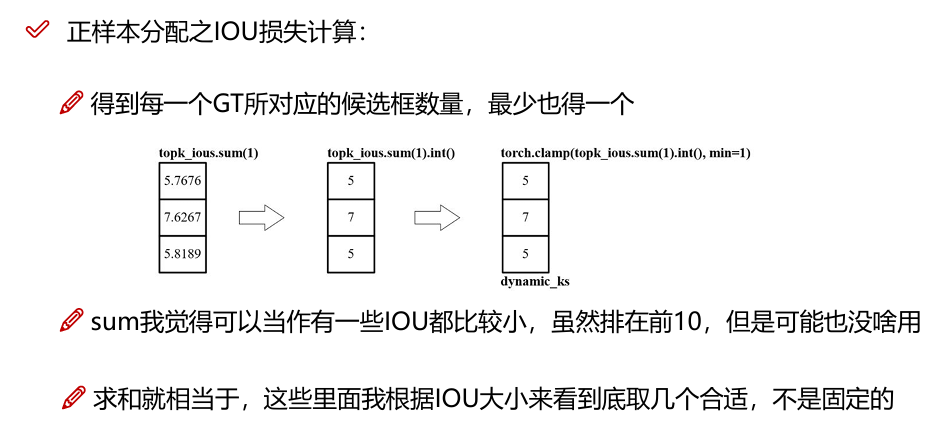 正样本分配之IOU损失计算：
得到每一个GT所对应的候选框数量，最少也得一个
topk_ious.sum(1) topk_ious.sum(1).int() torch.clamp(topk_ious.sum(1).int(), min=1)
5.7676 5 5
7.6267 7 7
5.8189 5 5
dynamic_ks
sum我觉得可以当作有一些IOU都比较小，虽然排在前10，但是可能也没啥用
求和就相当于，这些里面我根据IOU大小来看到底取几个合适，不是固定的